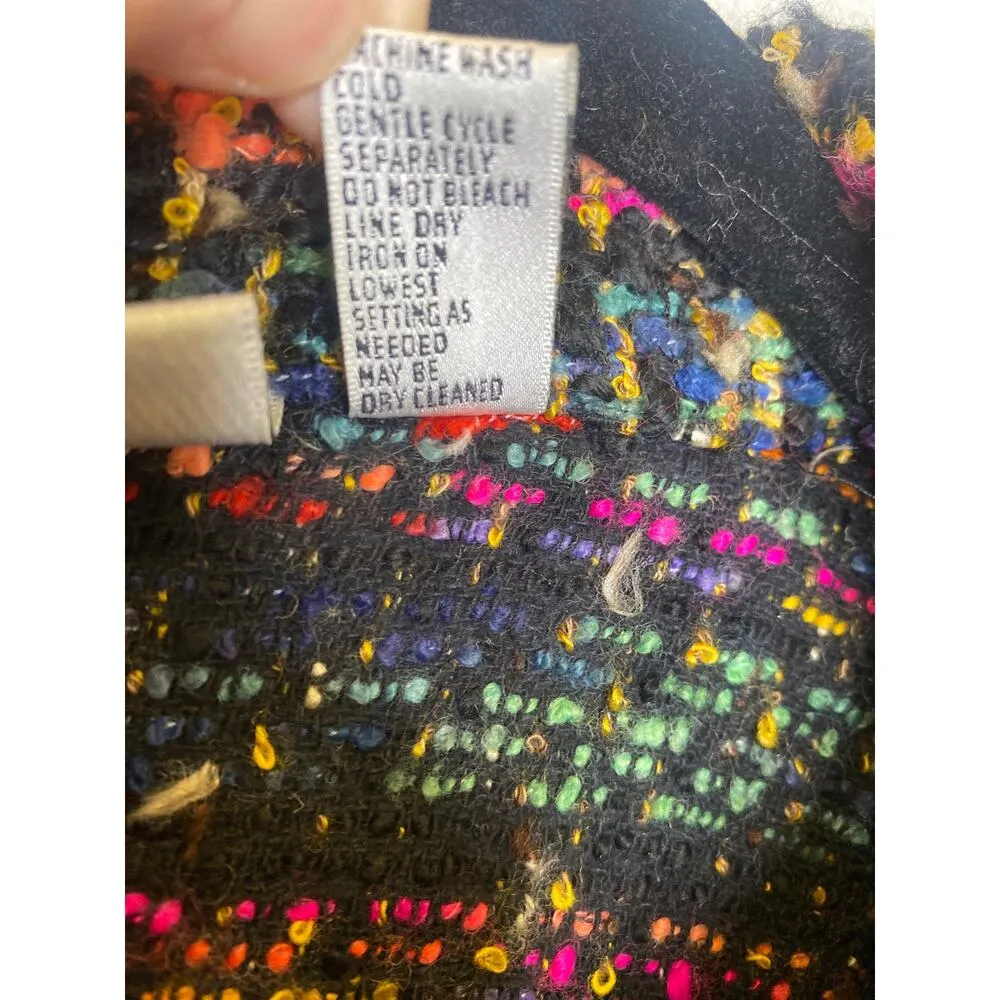 MACHINE WASH
COLD
GENTLE CYCLE
SEPARATELY
DO NOT BLEACH
LINE DRY
IRON ON
LOWEST
SETTING AS
NEEDED
MAY BE
DRY CLEANED